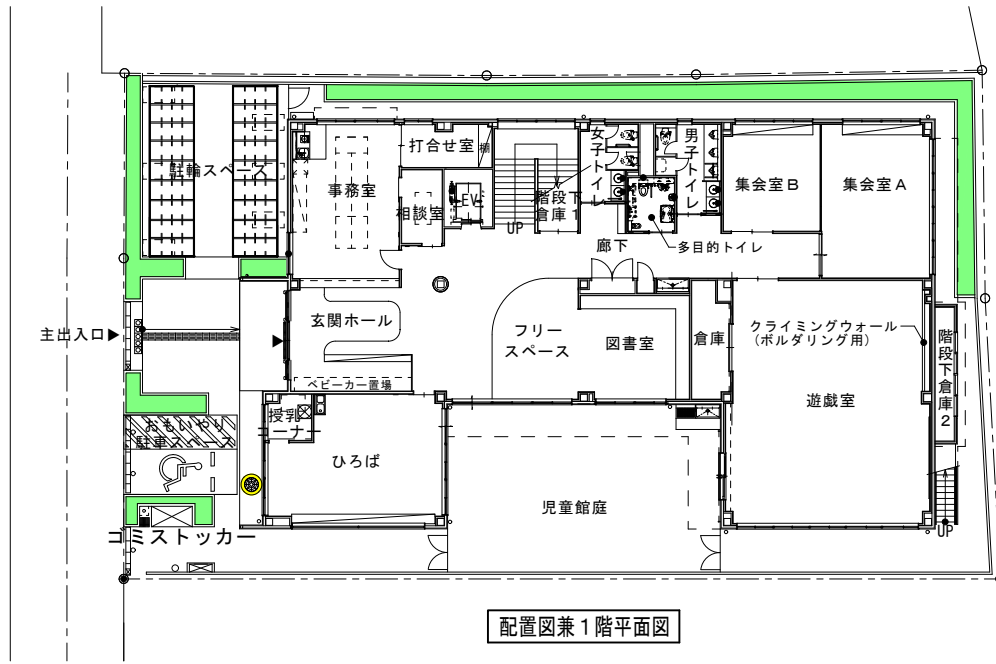 駐輪スペース
事務室
打合せ室
棚
相談室
EV
UP
階段下
倉庫1
女子トイレ
男子トイレ
多目的トイレ
廊下
集会室B
集会室A
主出入口
玄関ホール
ベビーカー置場
フリー
スペース
図書室
倉庫
クライミングウォール
(ボルダリング用)
階段下倉庫2
遊戯室
おもいやり
駐車スペース
授乳
コーナー
ひろば
児童館庭
ゴミストッカー
UP
配置図兼1階平面図